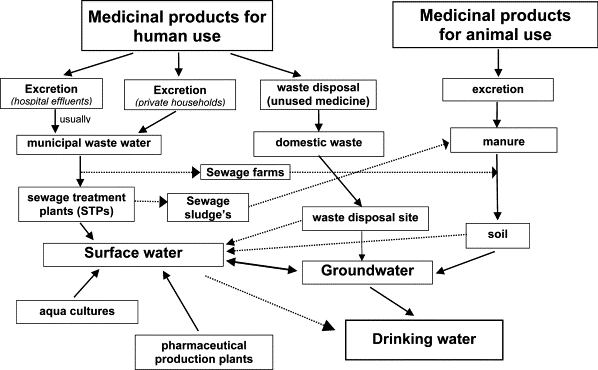 Medicinal products for
human use
Medicinal products
for animal use
Excretion
(hospital effluents)
Excretion
(private households)
waste disposal
(unused medicine)
excretion
usually
municipal waste water
domestic waste
manure
Sewage farms
sewage treatment
plants (STPs)
Sewage
sludge's
waste disposal site
soil
Surface water
Groundwater
aqua cultures
Drinking water
pharmaceutical
production plants